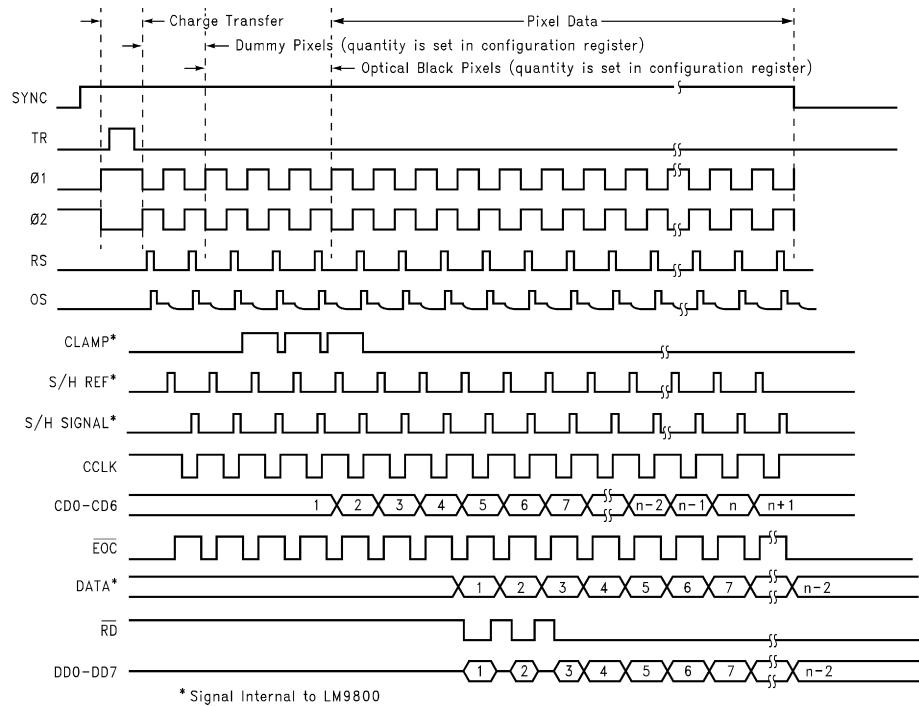 Charge Transfer
Pixel Data
Dummy Pixels (quantity is set in configuration register)
Optical Black Pixels (quantity is set in configuration register)
SYNC
TR
Ø1
Ø2
RS
OS
CLAMP*
S/H REF*
S/H SIGNAL*
CCLK
CD0-CD6 1 2 3 4 5 6 7 n-2 n-1 n n+1
EOC
DATA* 1 2 3 4 5 6 7 n-2
RD
DD0-DD7 1 2 3 4 5 6 7 n-2
* Signal Internal to LM9800